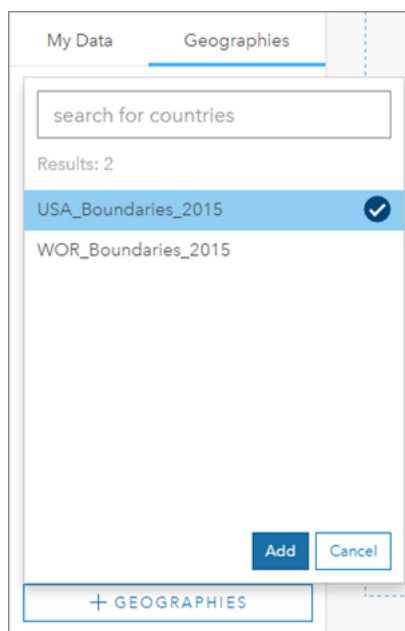 My Data Geographies
search for countries
Results: 2
USA_Boundaries_2015
WOR_Boundaries_2015
Add Cancel
+ GEOGRAPHIES